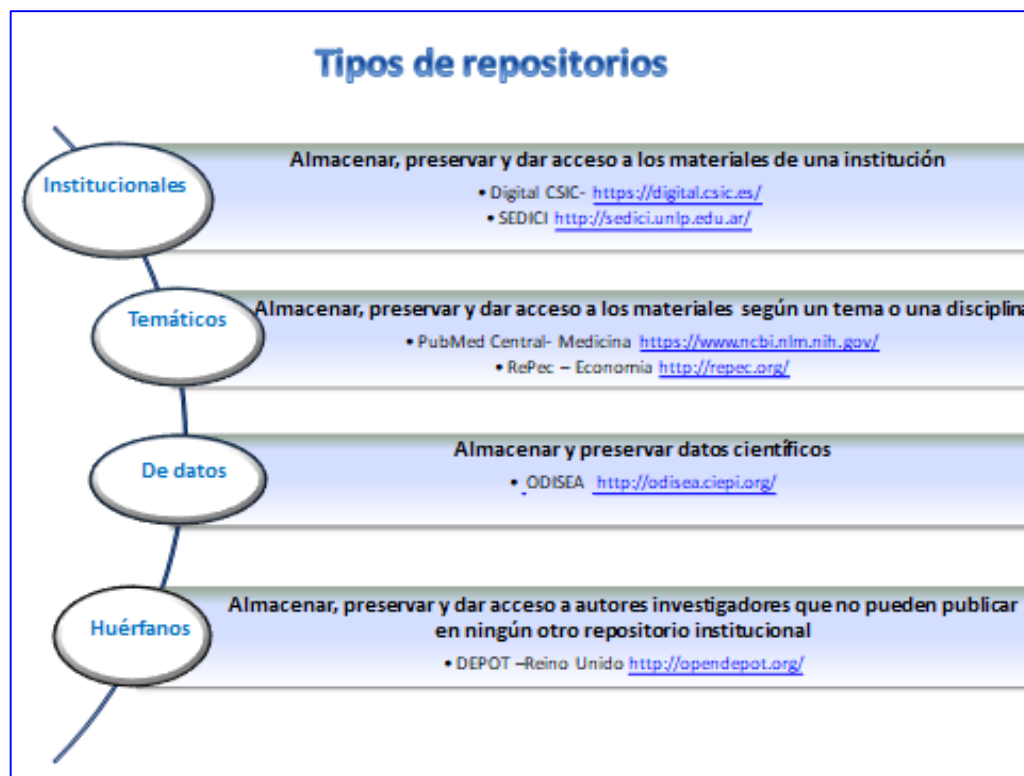 Tipos de repositorios
Institucionales
Almacenar, preservar y dar acceso a los materiales de una institución
• Digital CSIC- https://digital.csic.es/
• SEDICI http://sedici.unlp.edu.ar/
Temáticos
Almacenar, preservar y dar acceso a los materiales según un tema o una disciplina
• PubMed Central- Medicina https://www.ncbi.nlm.nih.gov/
• RePec – Economia http://repec.org/
De datos
Almacenar y preservar datos científicos
• ODISEA http://odisea.ciepi.org/
Huérfanos
Almacenar, preservar y dar acceso a autores investigadores que no pueden publicar
en ningún otro repositorio institucional
• DEPOT –Reino Unido http://opendepot.org/